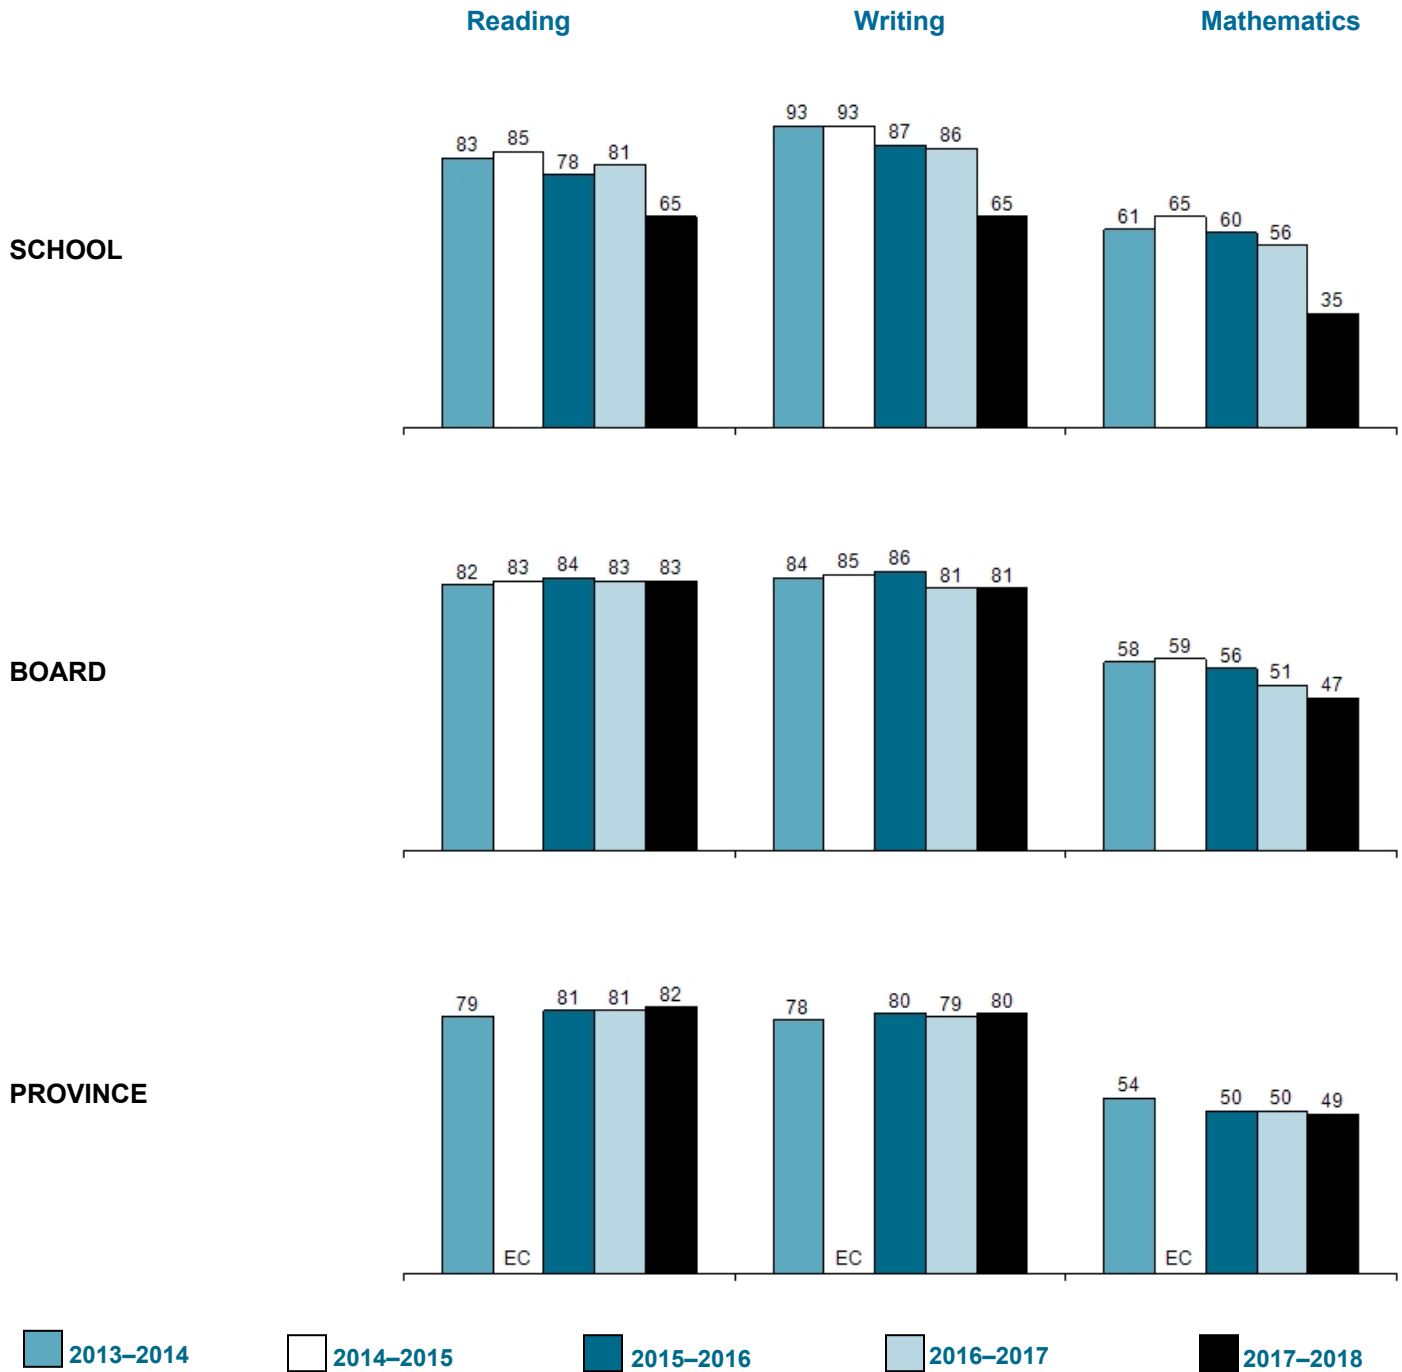 Reading Writing Mathematics
93 93
83 85 87 86
78 81
65 65 61 65 60 56
SCHOOL
35
82 83 84 83 83 84 85 86 81 81
58 59 56 51 47
BOARD
79 81 81 82 78 80 79 80
54 50 50 49
PROVINCE
EC EC EC
2013–2014 2014–2015 2015–2016 2016–2017 2017–2018